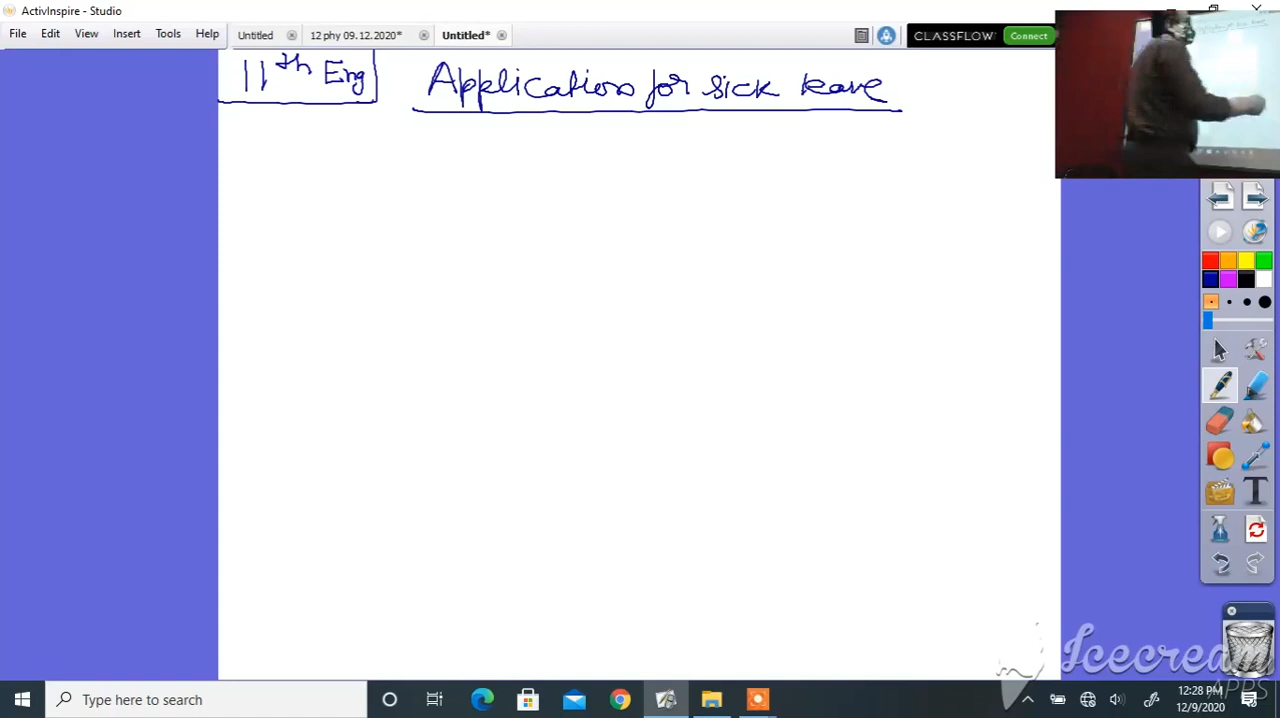 ActivInspire - Studio
File Edit View Insert Tools Help
Untitled 12 phy 09.12.2020* Untitled*
CLASSFLOW Connect
11th Eng Application for sick leave
T
Icecream
APPS
Type here to search
12:28 PM
12/9/2020